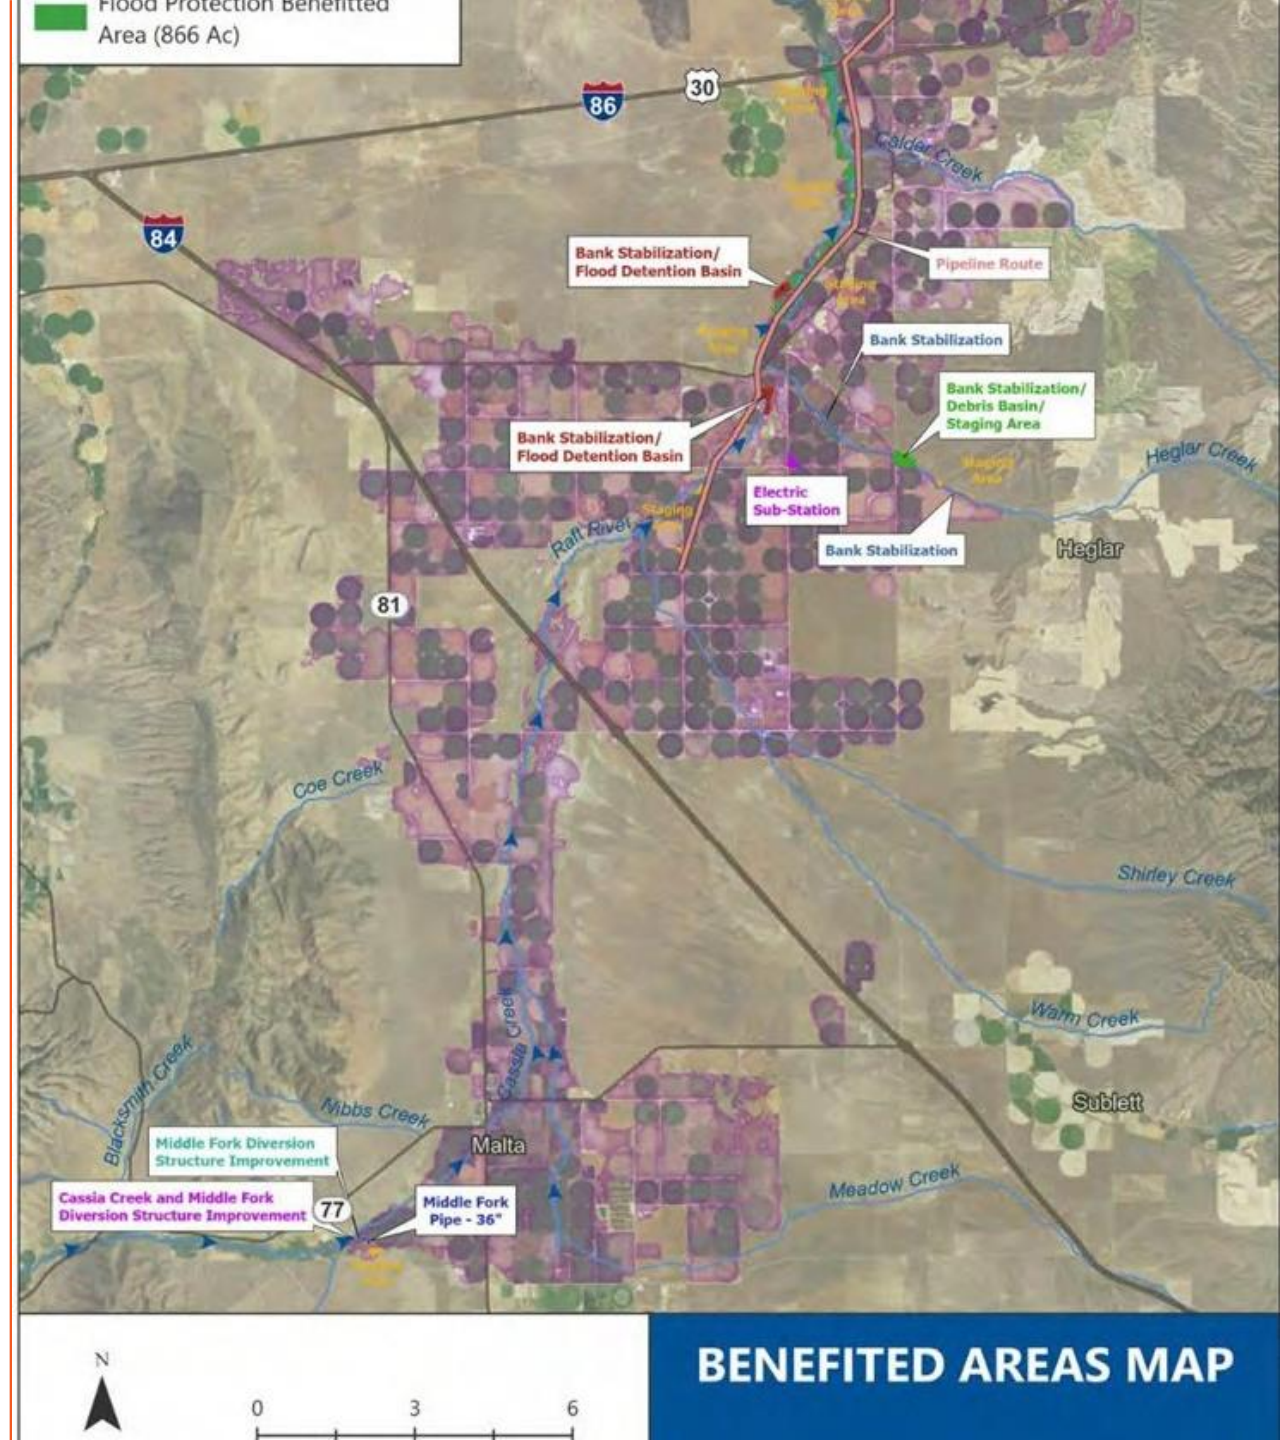 Flood Protection Benefitted
Area (866 Ac)
30
86
Calder Creek
84
Bank Stabilization/
Flood Detention Basin
Pipeline Route
Staging
Area
Bank Stabilization
Bank Stabilization/
Debris Basin/
Staging Area
Bank Stabilization/
Flood Detention Basin
Heglar Creek
Staging
Area
Electric
Sub-Station
Staging
Raft River
Bank Stabilization
Heglar
81
Coe Creek
Shirley Creek
Cassia Creek
Warm Creek
Blacksmith Creek
Nibbs Creek
Sublett
Malta
Middle Fork Diversion
Structure Improvement
Meadow Creek
Cassia Creek and Middle Fork
Diversion Structure Improvement
77
Middle Fork
Pipe - 36"
N
0 3 6
BENEFITED AREAS MAP